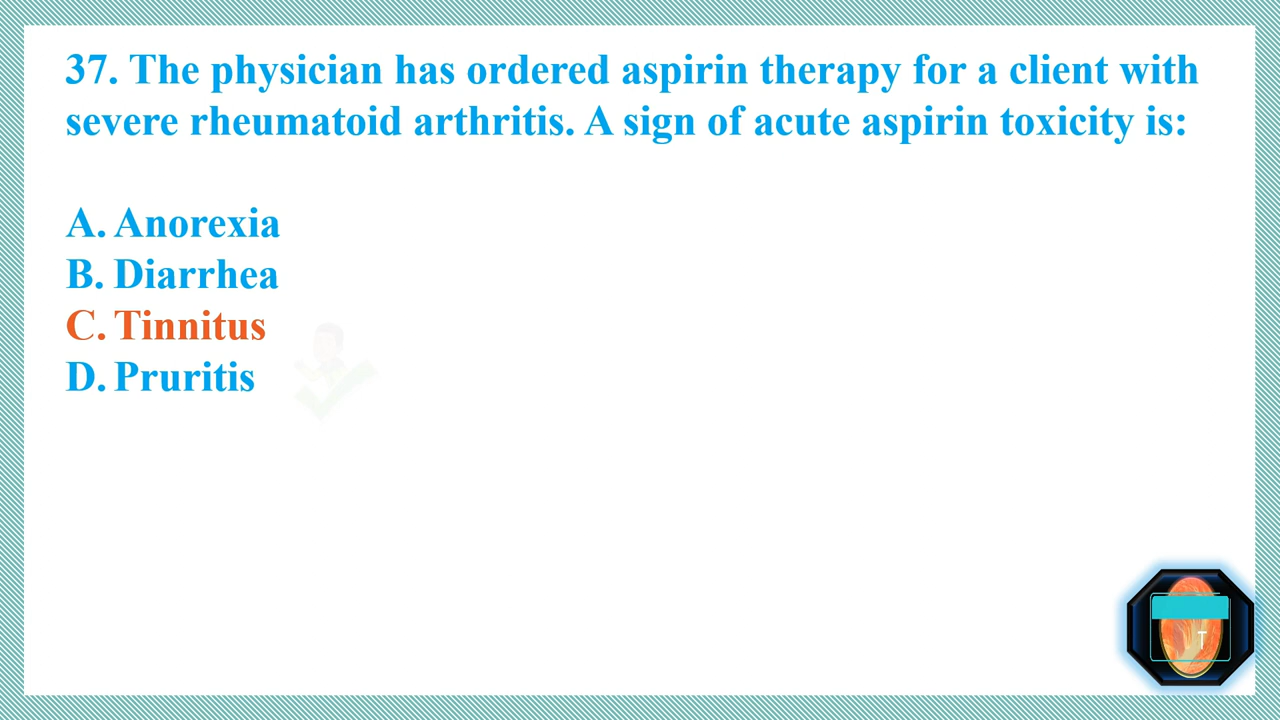 37. The physician has ordered aspirin therapy for a client with
severe rheumatoid arthritis. A sign of acute aspirin toxicity is:
A. Anorexia
B. Diarrhea
C. Tinnitus
D. Pruritis
T